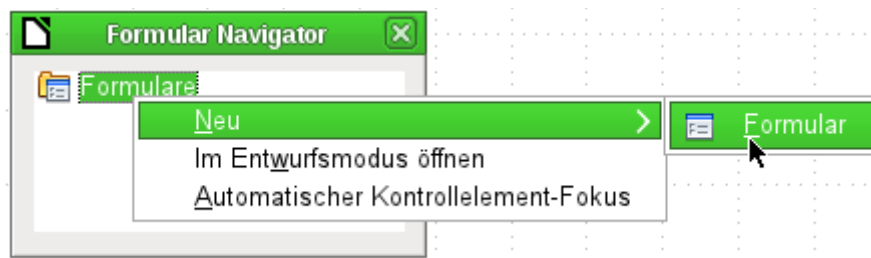 Formular Navigator
Formulare
Neu
Formular
Im Entwurfsmodus öffnen
Automatischer Kontrollelement-Fokus